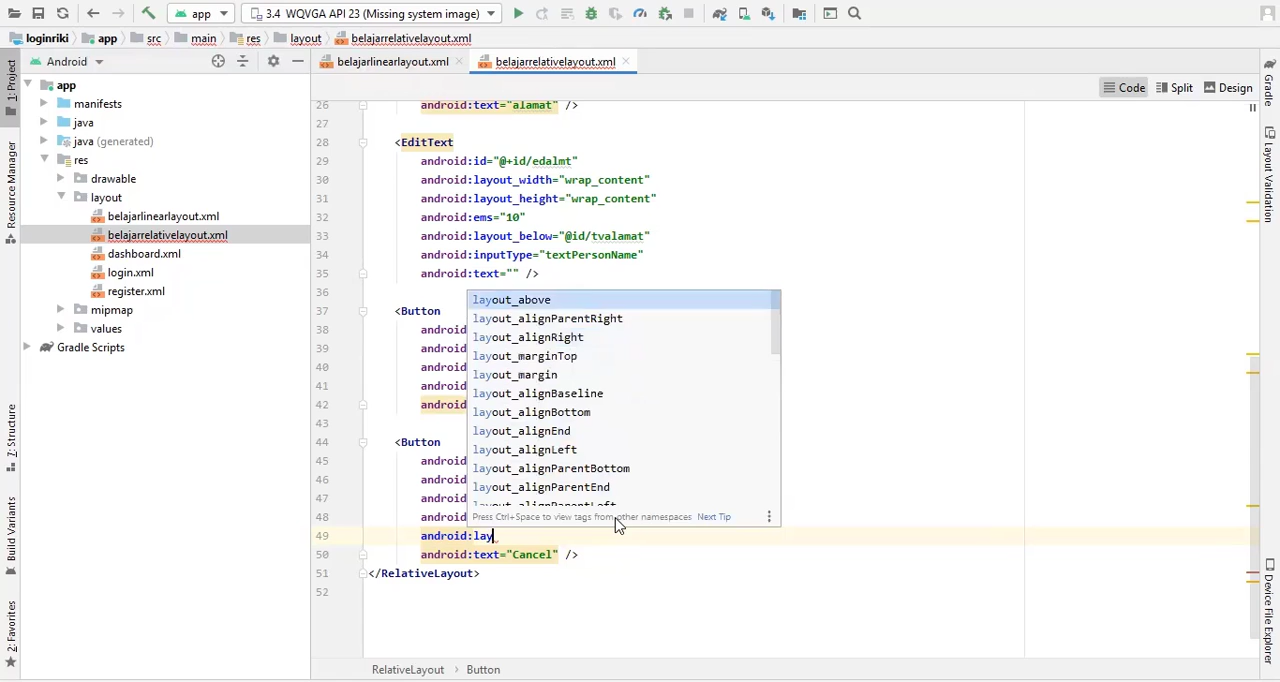 app
3.4 WQVGA API 23 (Missing system image)
loginriki
app
src
main
res
layout
belajarrelativelayout.xml
Android
belajarlinearlayout.xml
belajarrelativelayout.xml
Code
Split
Design
1: Project
Resource Manager
Z: Structure
Build Variants
2: Favorites
app
manifests
java
java (generated)
res
drawable
layout
belajarlinearlayout.xml
belajarrelativelayout.xml
dashboard.xml
login.xml
register.xml
mipmap
values
Gradle Scripts
26 android:text="alamat" />
27
28 <EditText
29 android:id="@+id/edalmt"
30 android:layout_width="wrap_content"
31 android:layout_height="wrap_content"
32 android:ems="10"
33 android:layout_below="@id/tvalamat"
34 android:inputType="textPersonName"
35 android:text="" />
36
37 <Button
38 android
39 android
40 android
41 android
42 android
43
44 <Button
45 android
46 android
47 android
48 android
49 android:lay
50 android:text="Cancel" />
51 </RelativeLayout>
52
layout_above
layout_alignParentRight
layout_alignRight
layout_marginTop
layout_margin
layout_alignBaseline
layout_alignBottom
layout_alignEnd
layout_alignLeft
layout_alignParentBottom
layout_alignParentEnd
layout_alignParentLeft
Press Ctrl+Space to view tags from other namespaces Next Tip
RelativeLayout
Button
Gradle
Layout Validation
Device File Explorer